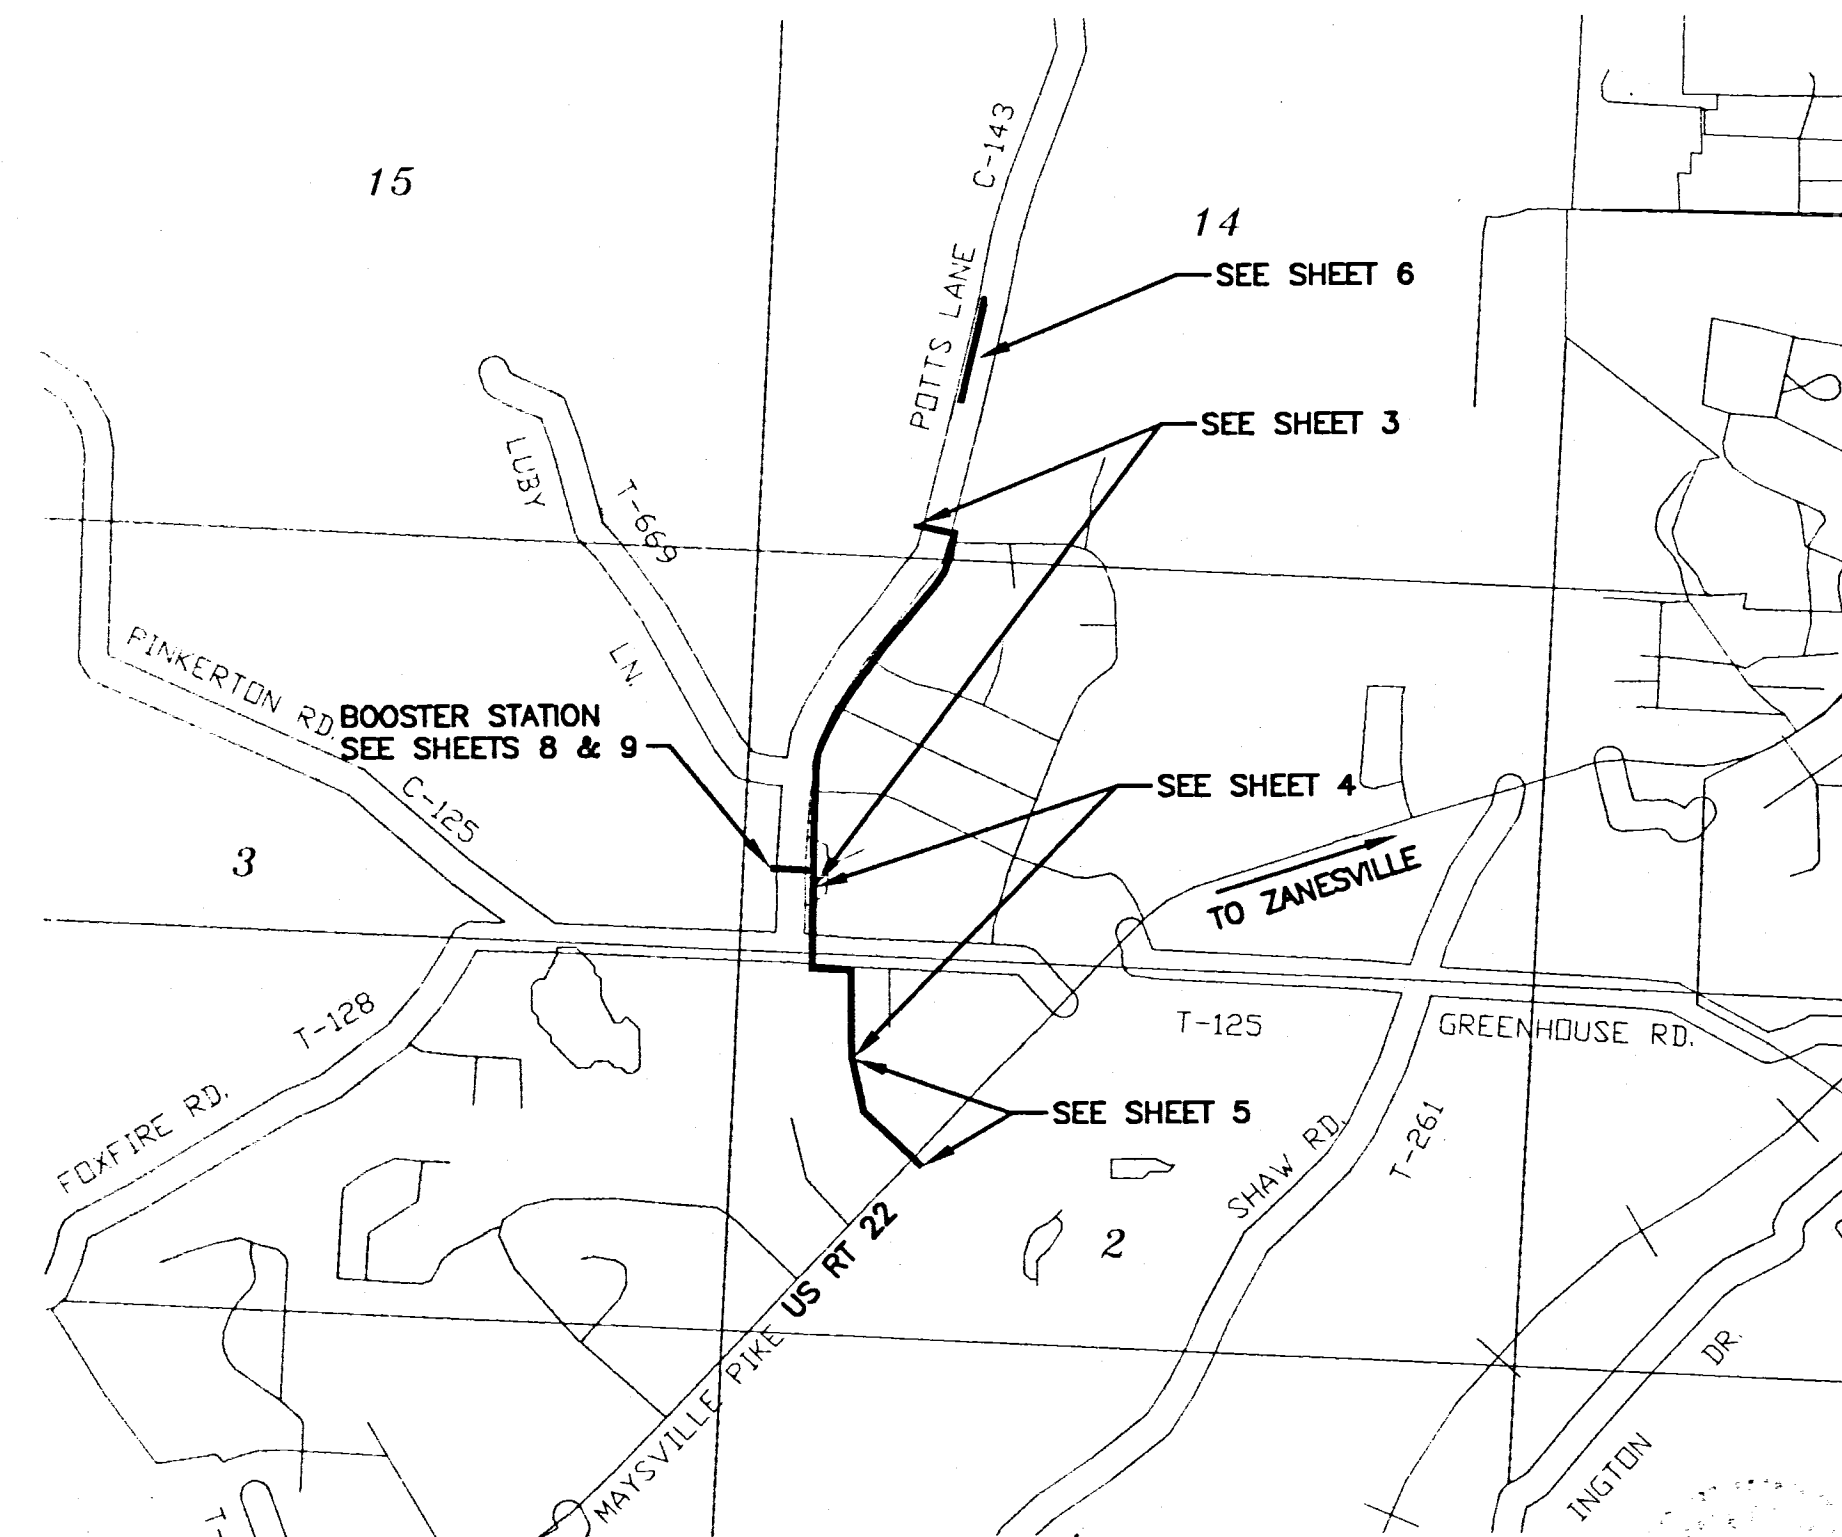 C-143
15
14
SEE SHEET 6
POTTS LANE
SEE SHEET 3
LUBY
T-669
LN.
PINKERTON RD.
BOOSTER STATION
SEE SHEETS 8 & 9
C-125
SEE SHEET 4
3
TO ZANESVILLE
T-128
T-125
GREENHOUSE RD.
FOXFIRE RD.
SEE SHEET 5
SHAW RD.
T-261
2
US RT 22
MAYSVILLE PIKE
DR.
INGTON
T-